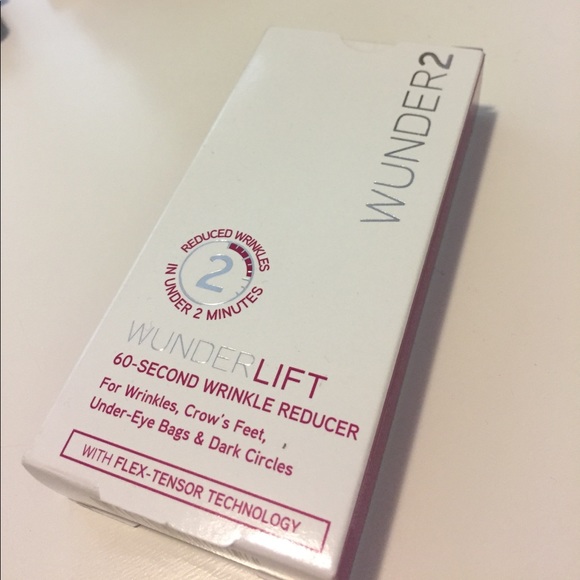 WUNDER2
REDUCED WRINKLES
2
IN UNDER 2 MINUTES
WUNDERLIFT
60-SECOND WRINKLE REDUCER
For Wrinkles, Crow's Feet,
Under-Eye Bags & Dark Circles
WITH FLEX-TENSOR TECHNOLOGY